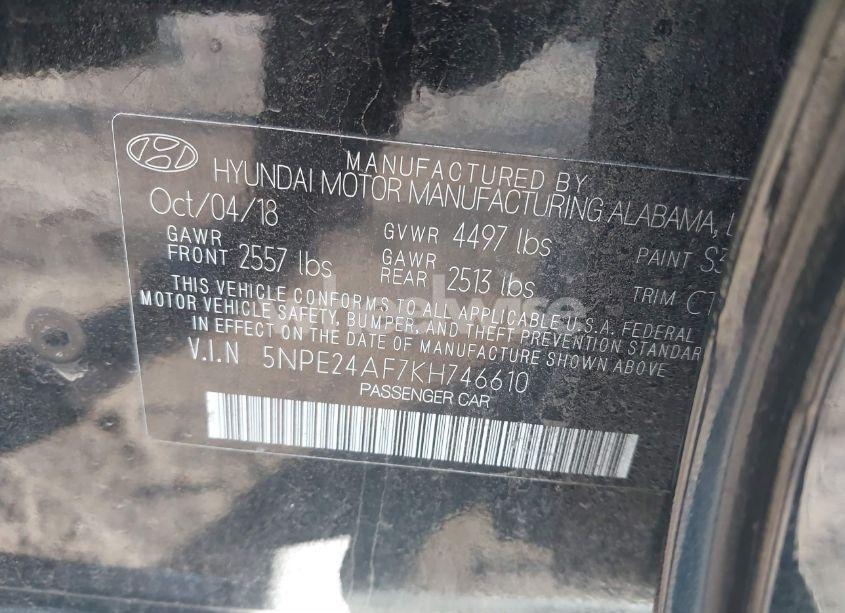 MANUFACTURED BY
HYUNDAI MOTOR MANUFACTURING ALABAMA,
Oct/04/18
GVWR 4497 lbs
PAINT
GAWR
FRONT 2557 lbs
GAWR
REAR 2513 lbs
TRIM
THIS VEHICLE CONFORMS TO ALL APPLICABLE U.S.A. FEDERAL
MOTOR VEHICLE SAFETY, BUMPER, AND THEFT PREVENTION STANDAR
IN EFFECT ON THE DATE OF MANUFACTURE SHOWN ABOVE
V.I.N 5NPE24AF7KH746610
PASSENGER CAR